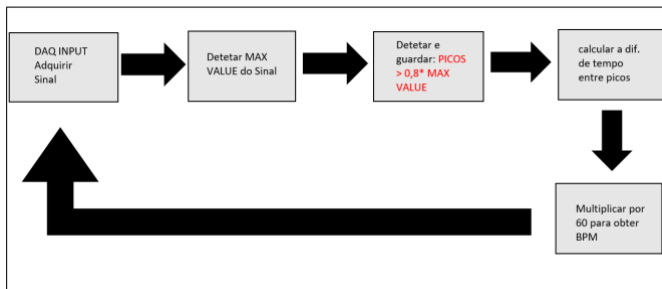 DAQ INPUT
Adquirir
Sinal
Detetar MAX
VALUE do Sinal
Detetar e
guardar: PICOS
> 0,8* MAX
VALUE
calcular a dif.
de tempo
entre picos
Multiplicar por
60 para obter
BPM